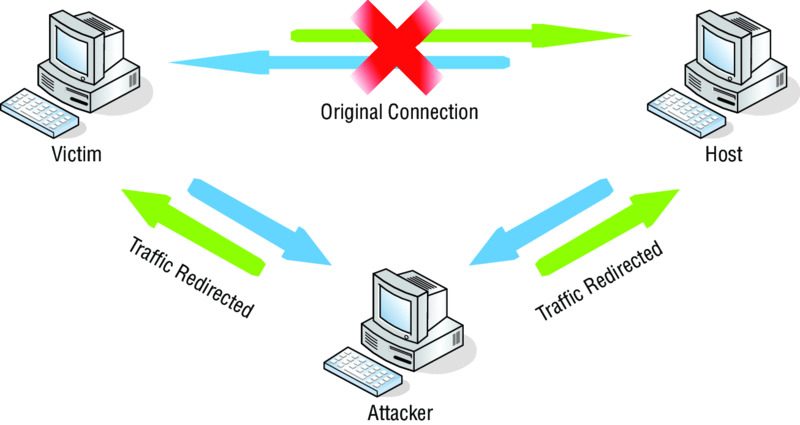 Original Connection
Victim
Host
Traffic Redirected
Traffic Redirected
Attacker